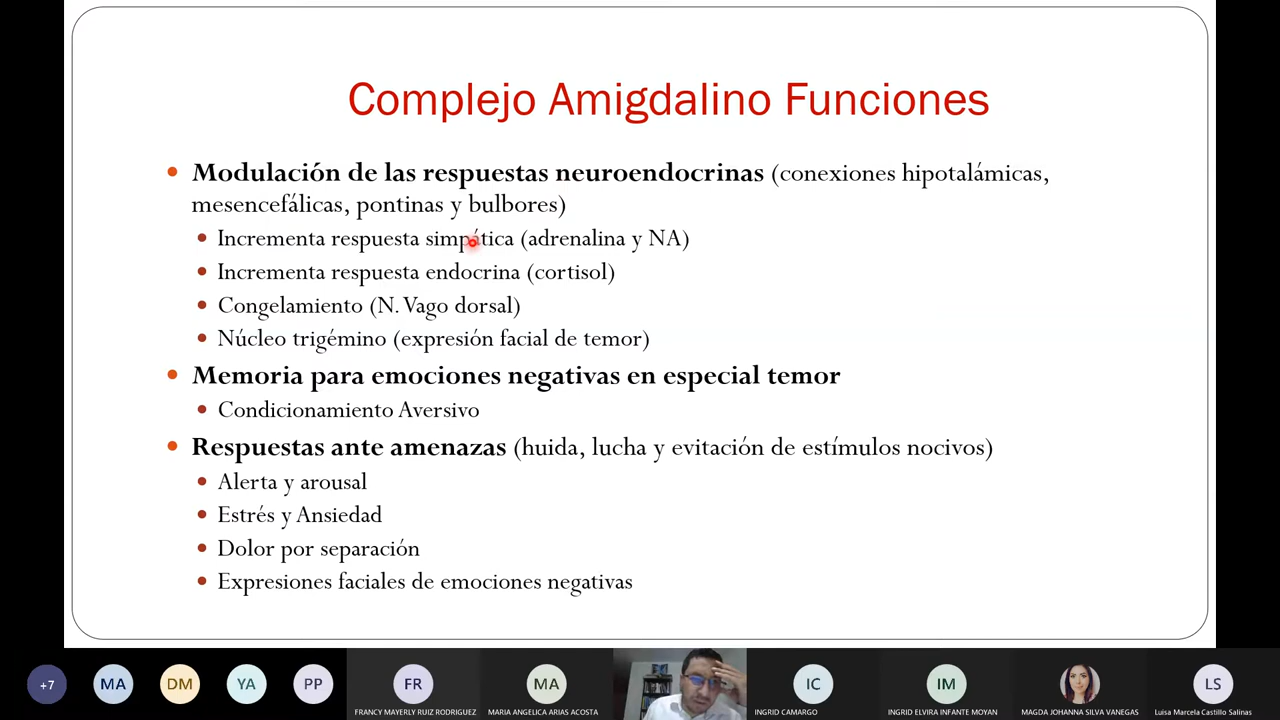 Complejo Amigdalino Funciones
• Modulación de las respuestas neuroendocrinas (conexiones hipotalámicas,
mesencefálicas, pontinas y bulbores)
• Incrementa respuesta simpática (adrenalina y NA)
• Incrementa respuesta endocrina (cortisol)
• Congelamiento (N. Vago dorsal)
• Núcleo trigémino (expresión facial de temor)
• Memoria para emociones negativas en especial temor
• Condicionamiento Aversivo
• Respuestas ante amenazas (huida, lucha y evitación de estímulos nocivos)
• Alerta y arousal
• Estrés y Ansiedad
• Dolor por separación
• Expresiones faciales de emociones negativas
+7 MA DM YA PP FR MA IC IM LS
FRANCY MAYERLY RUIZ RODRIGUEZ MARIA ANGELICA ARIAS ACOSTA INGRID CAMARGO INGRID ELVIRA INFANTE MOYAN MAGDA JOHANNA SILVA VANEGAS Luisa Marcela Castillo Salinas